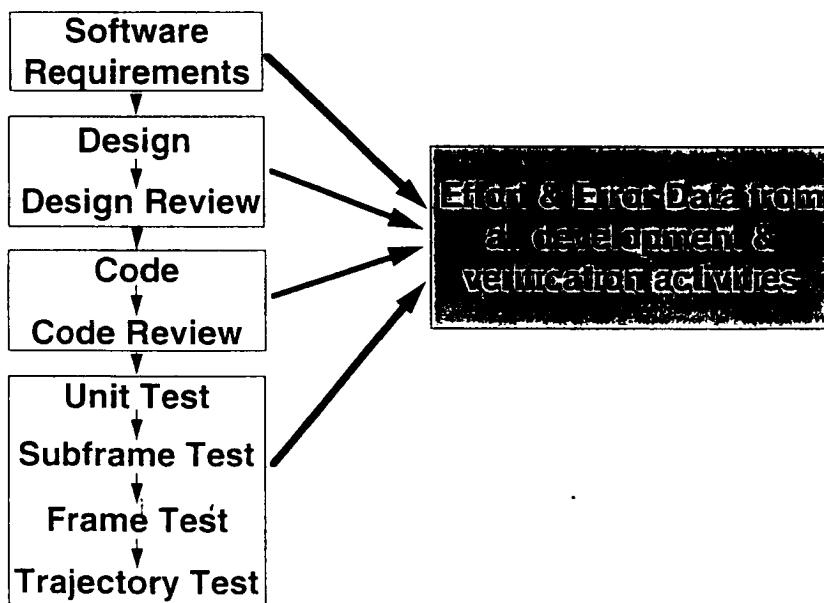 Software
Requirements
Design
Design Review
Code
Code Review
Unit Test
Subframe Test
Frame Test
Trajectory Test
Effort & Error Data from
all development &
verification activities